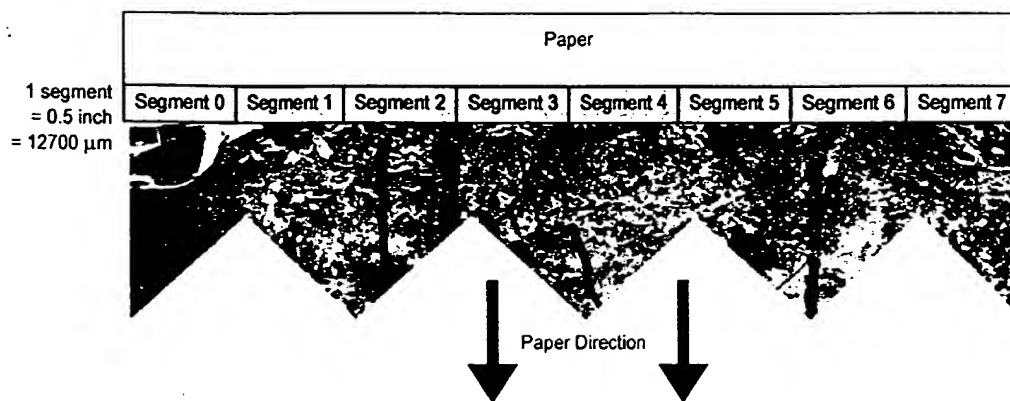 Paper
1 segment
= 0.5 inch
= 12700 μm
Segment 0 Segment 1 Segment 2 Segment 3 Segment 4 Segment 5 Segment 6 Segment 7
Paper Direction